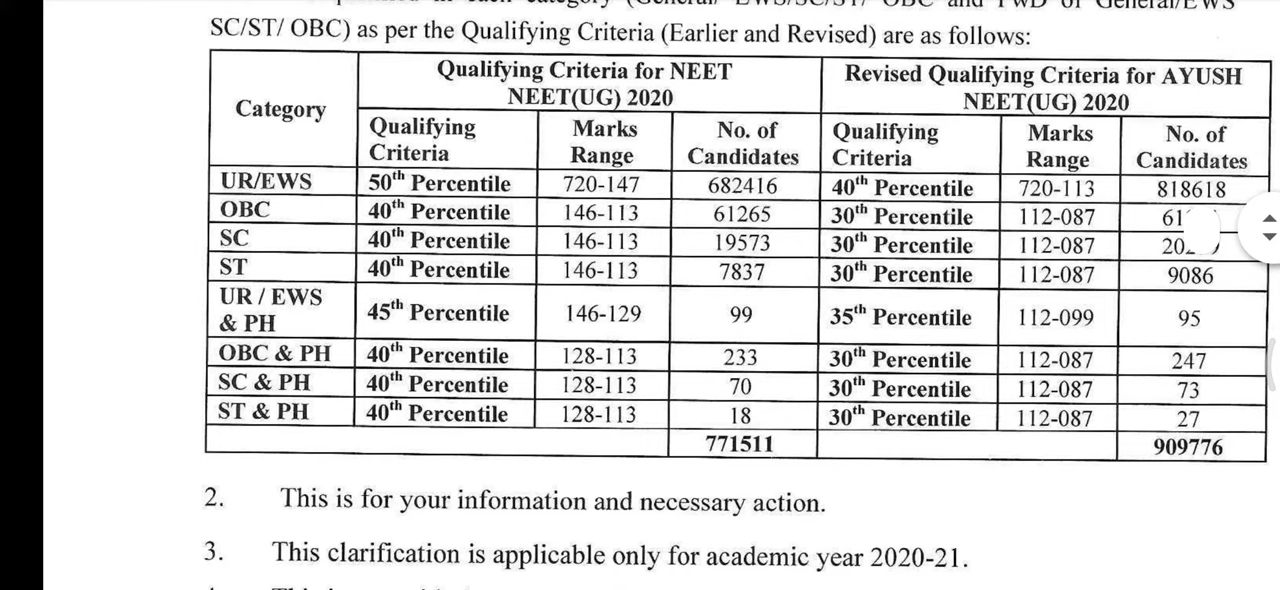 SC/ST/ OBC) as per the Qualifying Criteria (Earlier and Revised) are as follows:
Category | Qualifying Criteria for NEET NEET(UG) 2020 | Revised Qualifying Criteria for AYUSH NEET(UG) 2020
Qualifying Criteria | Marks Range | No. of Candidates | Qualifying Criteria | Marks Range | No. of Candidates
UR/EWS | 50th Percentile | 720-147 | 682416 | 40th Percentile | 720-113 | 818618
OBC | 40th Percentile | 146-113 | 61265 | 30th Percentile | 112-087
SC | 40th Percentile | 146-113 | 19573 | 30th Percentile | 112-087
ST | 40th Percentile | 146-113 | 7837 | 30th Percentile | 112-087 | 9086
UR / EWS & PH | 45th Percentile | 146-129 | 99 | 35th Percentile | 112-099 | 95
OBC & PH | 40th Percentile | 128-113 | 233 | 30th Percentile | 112-087 | 247
SC & PH | 40th Percentile | 128-113 | 70 | 30th Percentile | 112-087 | 73
ST & PH | 40th Percentile | 128-113 | 18 | 30th Percentile | 112-087 | 27
771511 | 909776
2. This is for your information and necessary action.
3. This clarification is applicable only for academic year 2020-21.